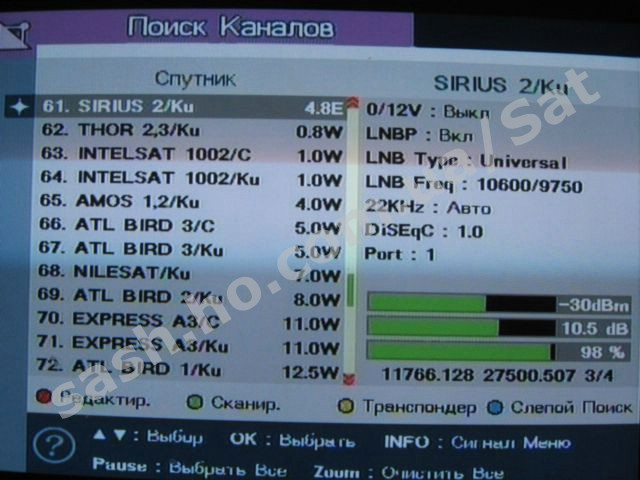 Поиск Каналов
Спутник
61. SIRIUS 2/Ku 4.8E
62. THOR 2,3/Ku 0.8W
63. INTELSAT 1002/C 1.0W
64. INTELSAT 1002/Ku 1.0W
65. AMOS 1,2/Ku 4.0W
66. ATL BIRD 3/C 5.0W
67. ATL BIRD 3/Ku 5.0W
68. NILESAT/Ku 7.0W
69. ATL BIRD 2/Ku 8.0W
70. EXPRESS A3/C 11.0W
71. EXPRESS A3/Ku 11.0W
72. ATL BIRD 1/Ku 12.5W
SIRIUS 2/Ku
0/12V : Выкл
LNBP : Вкл
LNB Type : Universal
LNB Freq : 10600/9750
22KHz : Авто
DiSEqC : 1.0
Port : 1
-30dBm
10.5 dB
98 %
11766.128 27500.507 3/4
Редактир. Сканир. Транспондер Слепой Поиск
? ▲▼ : Выбир OK : Выбрать INFO : Сигнал Меню
Pause : Выбрать Все Zoom : Очистить Все